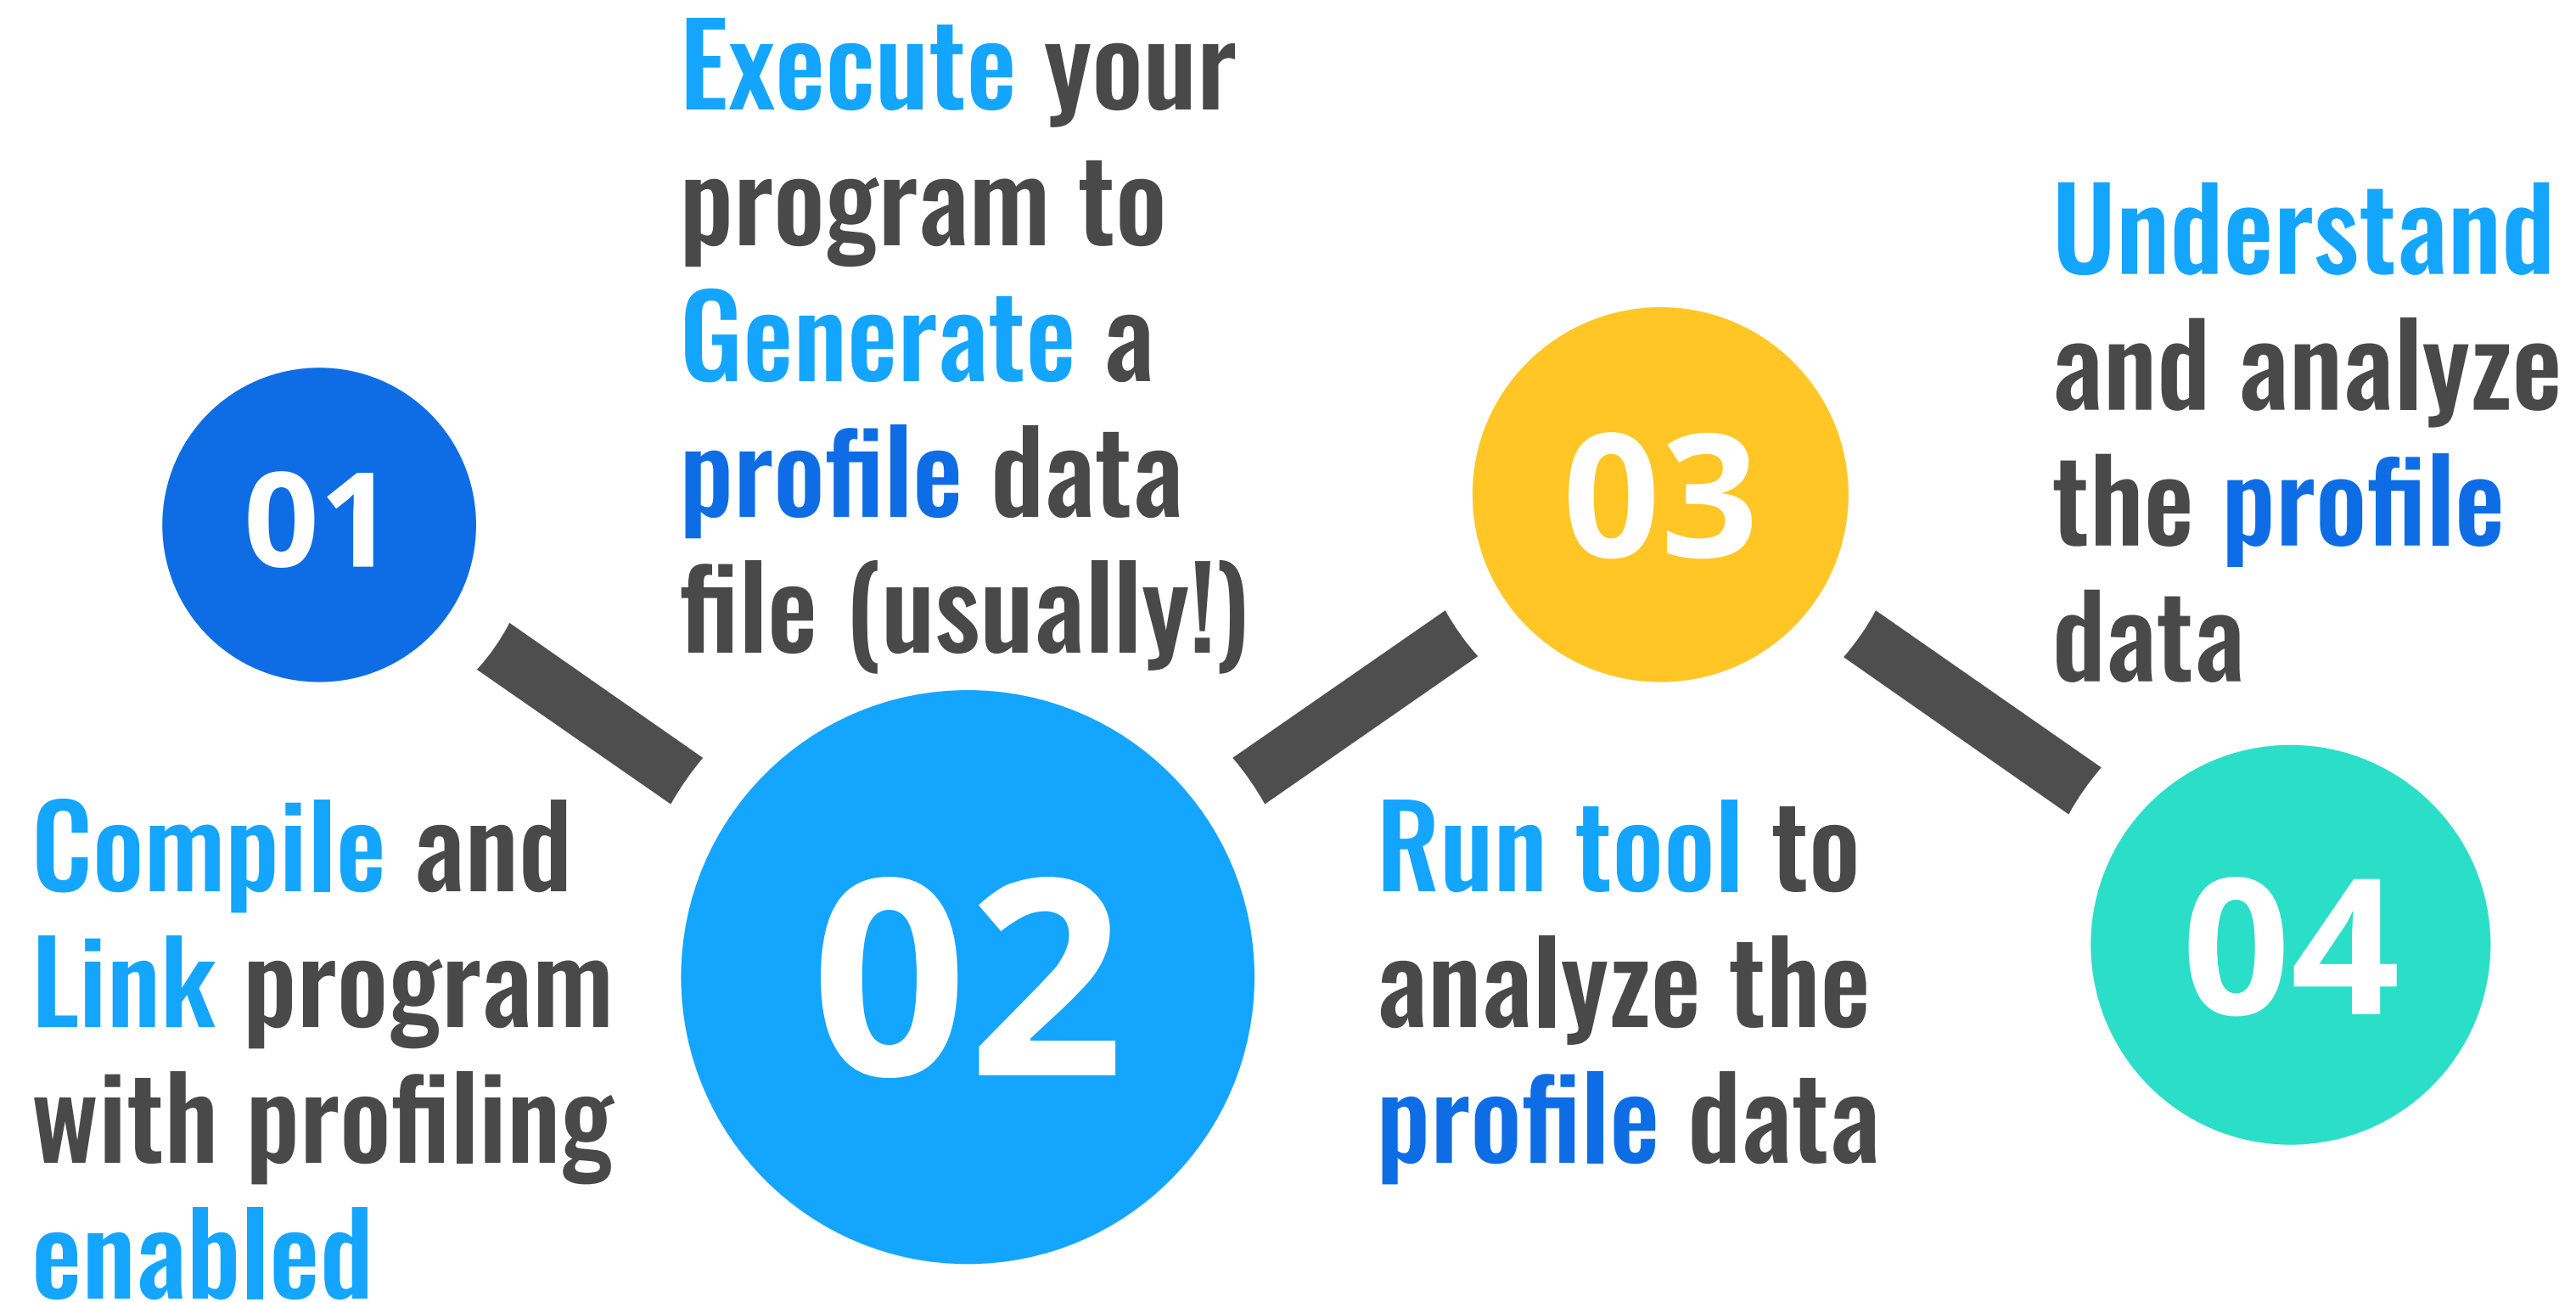 01
Compile and
Link program
with profiling
enabled
Execute your
program to
Generate a
profile data
file (usually!)
02
03
Run tool to
analyze the
profile data
Understand
and analyze
the profile
data
04